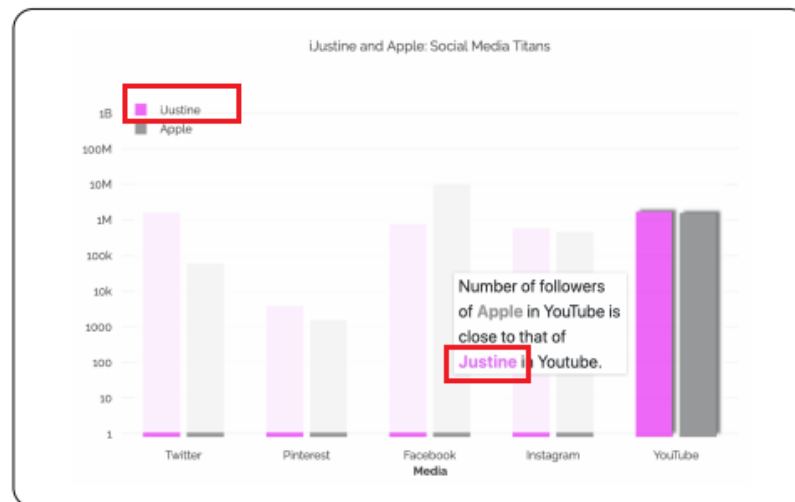 iJustine and Apple: Social Media Titans
iJustine
Apple
1B
100M
10M
1M
100k
10k
1000
100
10
1
Number of followers
of Apple in YouTube is
close to that of
Justine in Youtube.
Twitter
Pinterest
Facebook
Instagram
YouTube
Media